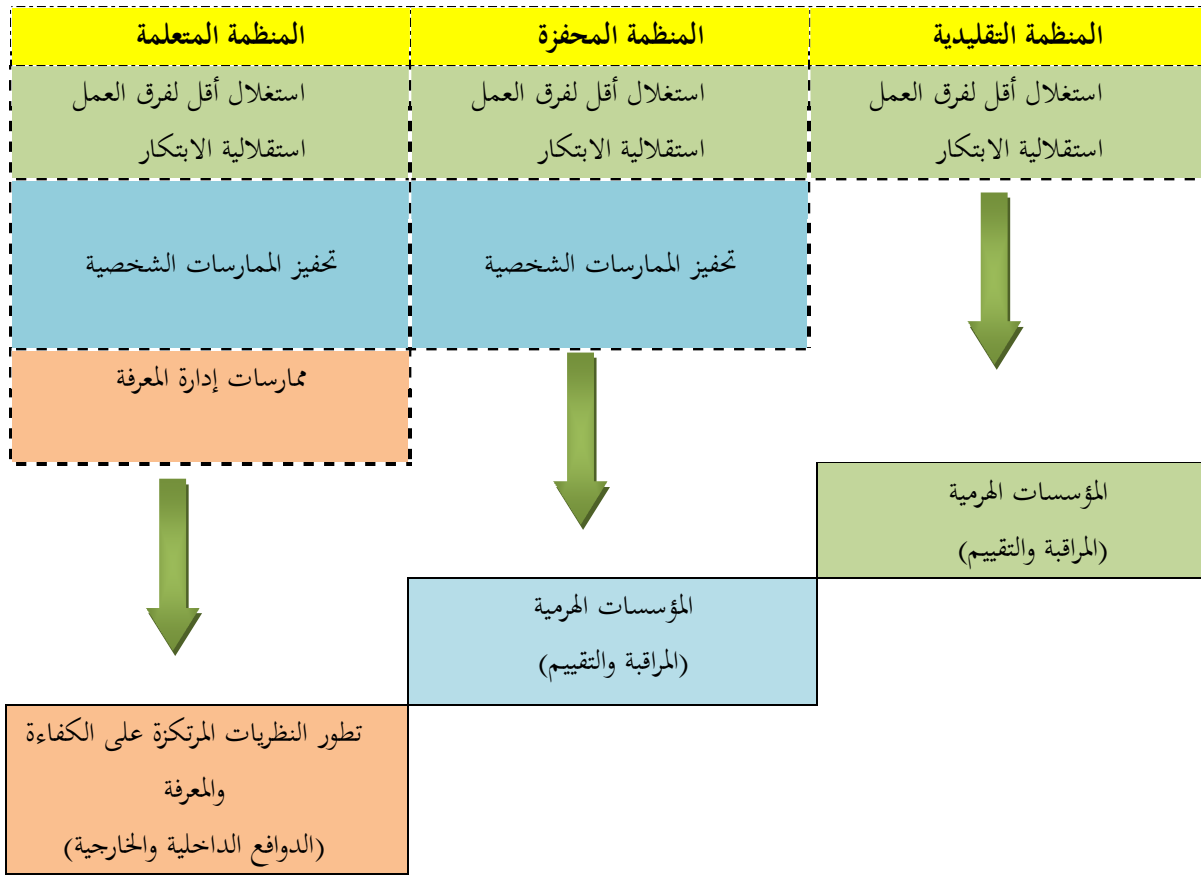 المنظمة التقليدية
المنظمة المحفزة
المنظمة المتعلمة
استغلال أقل لفرق العمل
استقلالية الابتكار
استغلال أقل لفرق العمل
استقلالية الابتكار
استغلال أقل لفرق العمل
استقلالية الابتكار
تحفيز الممارسات الشخصية
تحفيز الممارسات الشخصية
ممارسات إدارة المعرفة
المؤسسات الهرمية
(المراقبة والتقييم)
المؤسسات الهرمية
(المراقبة والتقييم)
تطور النظريات المرتكزة على الكفاءة
والمعرفة
(الدوافع الداخلية والخارجية)